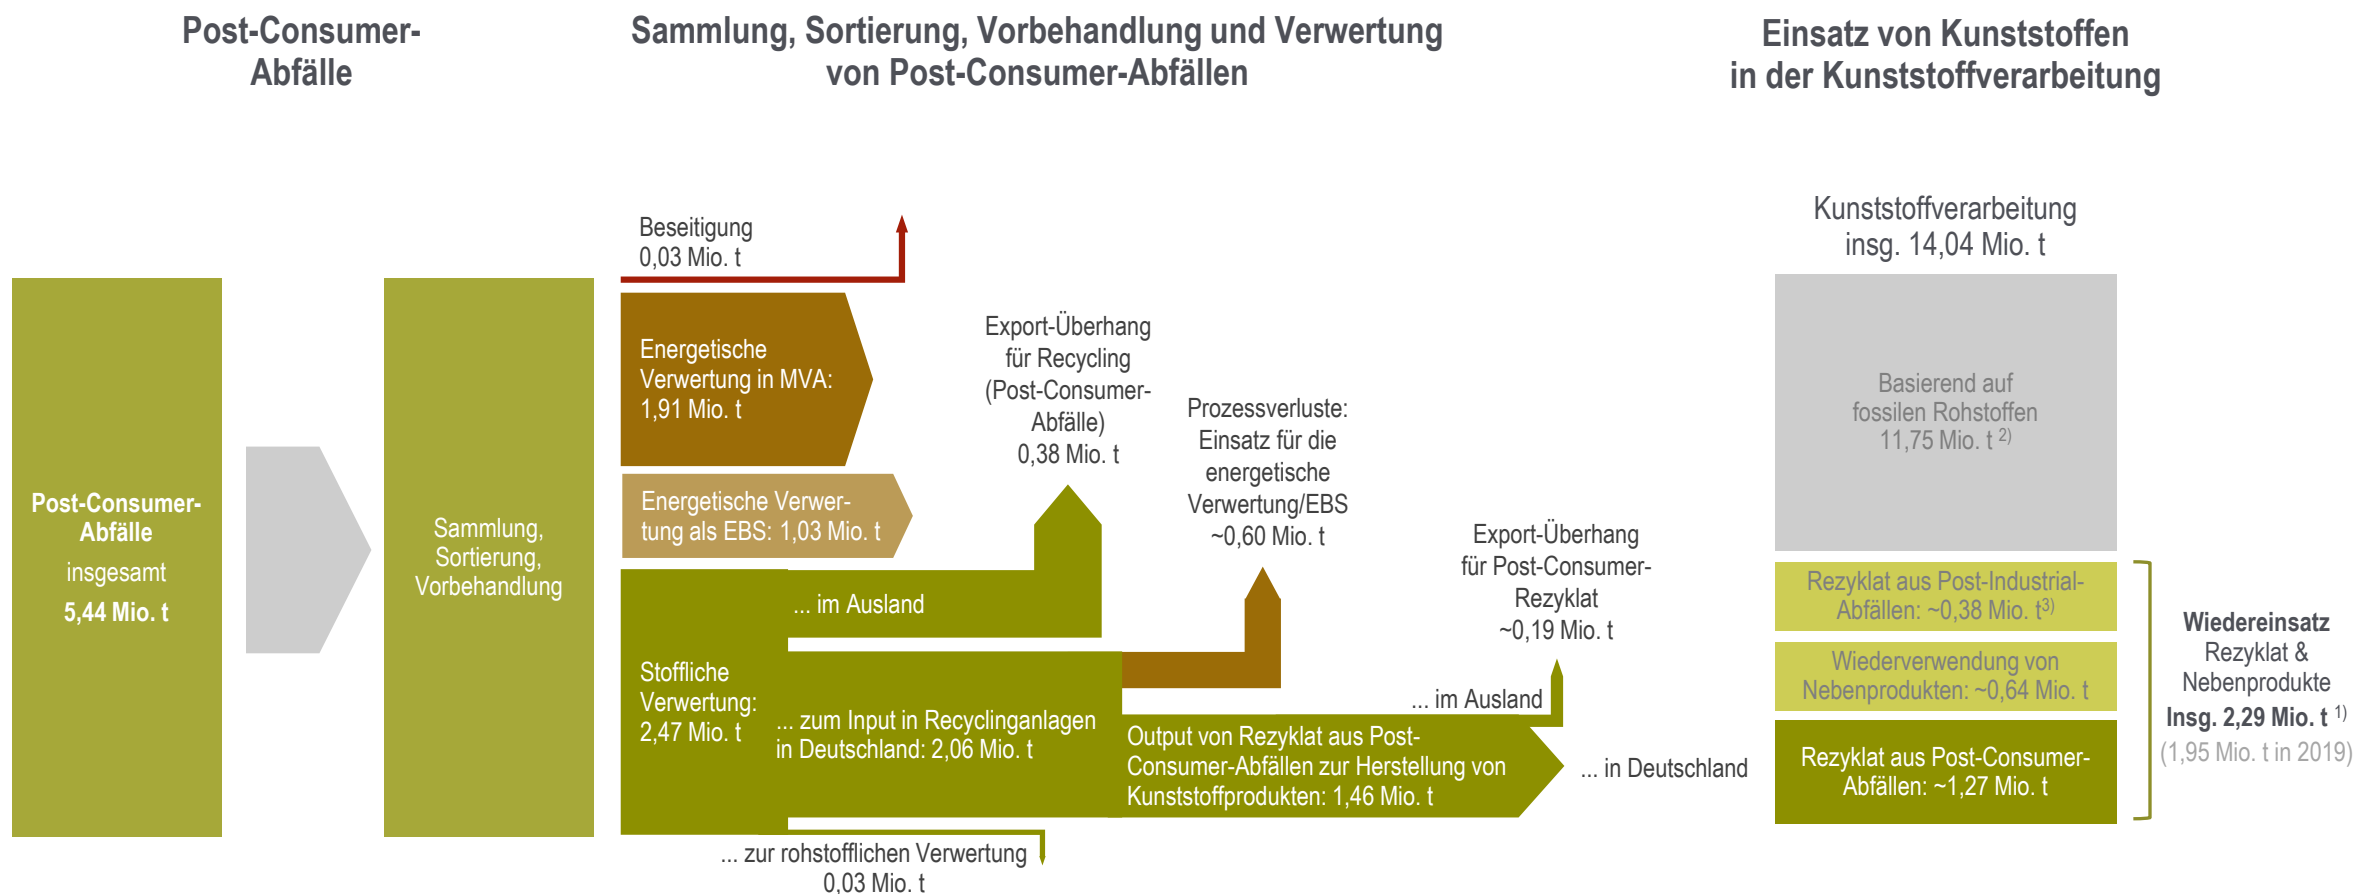 Post-Consumer-
Abfälle
Sammlung, Sortierung, Vorbehandlung und Verwertung
von Post-Consumer-Abfällen
Einsatz von Kunststoffen
in der Kunststoffverarbeitung
Post-Consumer-
Abfälle
insgesamt
5,44 Mio. t
Sammlung,
Sortierung,
Vorbehandlung
Beseitigung
0,03 Mio. t
Energetische
Verwertung in MVA:
1,91 Mio. t
Energetische Verwer-
tung als EBS: 1,03 Mio. t
Stoffliche
Verwertung:
2,47 Mio. t
... im Ausland
Export-Überhang
für Recycling
(Post-Consumer-
Abfälle)
0,38 Mio. t
... zum Input in Recyclinganlagen
in Deutschland: 2,06 Mio. t
... zur rohstofflichen Verwertung
0,03 Mio. t
Prozessverluste:
Einsatz für die
energetische
Verwertung/EBS
~0,60 Mio. t
Output von Rezyklat aus Post-
Consumer-Abfällen zur Herstellung von
Kunststoffprodukten: 1,46 Mio. t
Export-Überhang
für Post-Consumer-
Rezyklat
~0,19 Mio. t
... im Ausland
... in Deutschland
Kunststoffverarbeitung
insg. 14,04 Mio. t
Basierend auf
fossilen Rohstoffen
11,75 Mio. t 2)
Rezyklat aus Post-Industrial-
Abfällen: ~0,38 Mio. t3)
Wiederverwendung von
Nebenprodukten: ~0,64 Mio. t
Rezyklat aus Post-Consumer-
Abfällen: ~1,27 Mio. t
Wiedereinsatz
Rezyklat &
Nebenprodukte
Insg. 2,29 Mio. t 1)
(1,95 Mio. t in 2019)